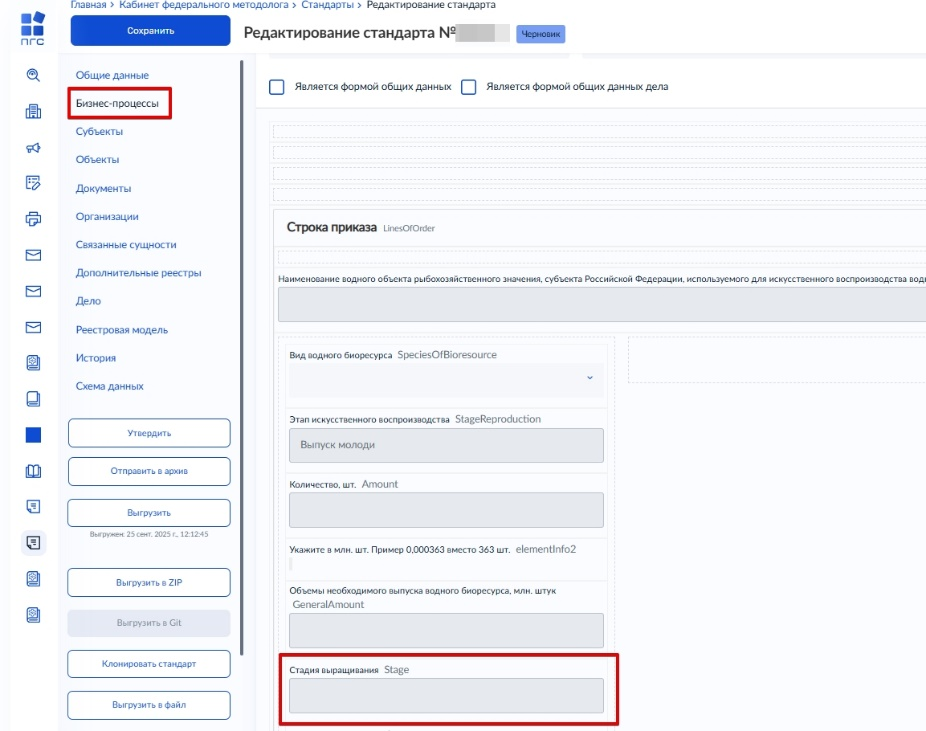 Главная › Кабинет федерального методолога › Стандарты › Редактирование стандарта
ПГС
Сохранить
Редактирование стандарта №
Черновик
Общие данные
Бизнес-процессы
Субъекты
Объекты
Документы
Организации
Связанные сущности
Дополнительные реестры
Дело
Реестровая модель
История
Схема данных
Утвердить
Отправить в архив
Выгрузить
Выгружен: 25 сент. 2025 г., 12:12:45
Выгрузить в ZIP
Выгрузить в Git
Клонировать стандарт
Выгрузить в файл
Является формой общих данных
Является формой общих данных дела
Строка приказа LinesOfOrder
Наименование водного объекта рыбохозяйственного значения, субъекта Российской Федерации, используемого для искусственного воспроизводства
Вид водного биоресурса SpeciesOfBioresource
Этап искусственного воспроизводства StageReproduction
Выпуск молоди
Количество, шт. Amount
Укажите в млн. шт. Пример 0,000363 вместо 363 шт. elementInfo2
Объемы необходимого выпуска водного биоресурса, млн. штук
GeneralAmount
Стадия выращивания Stage